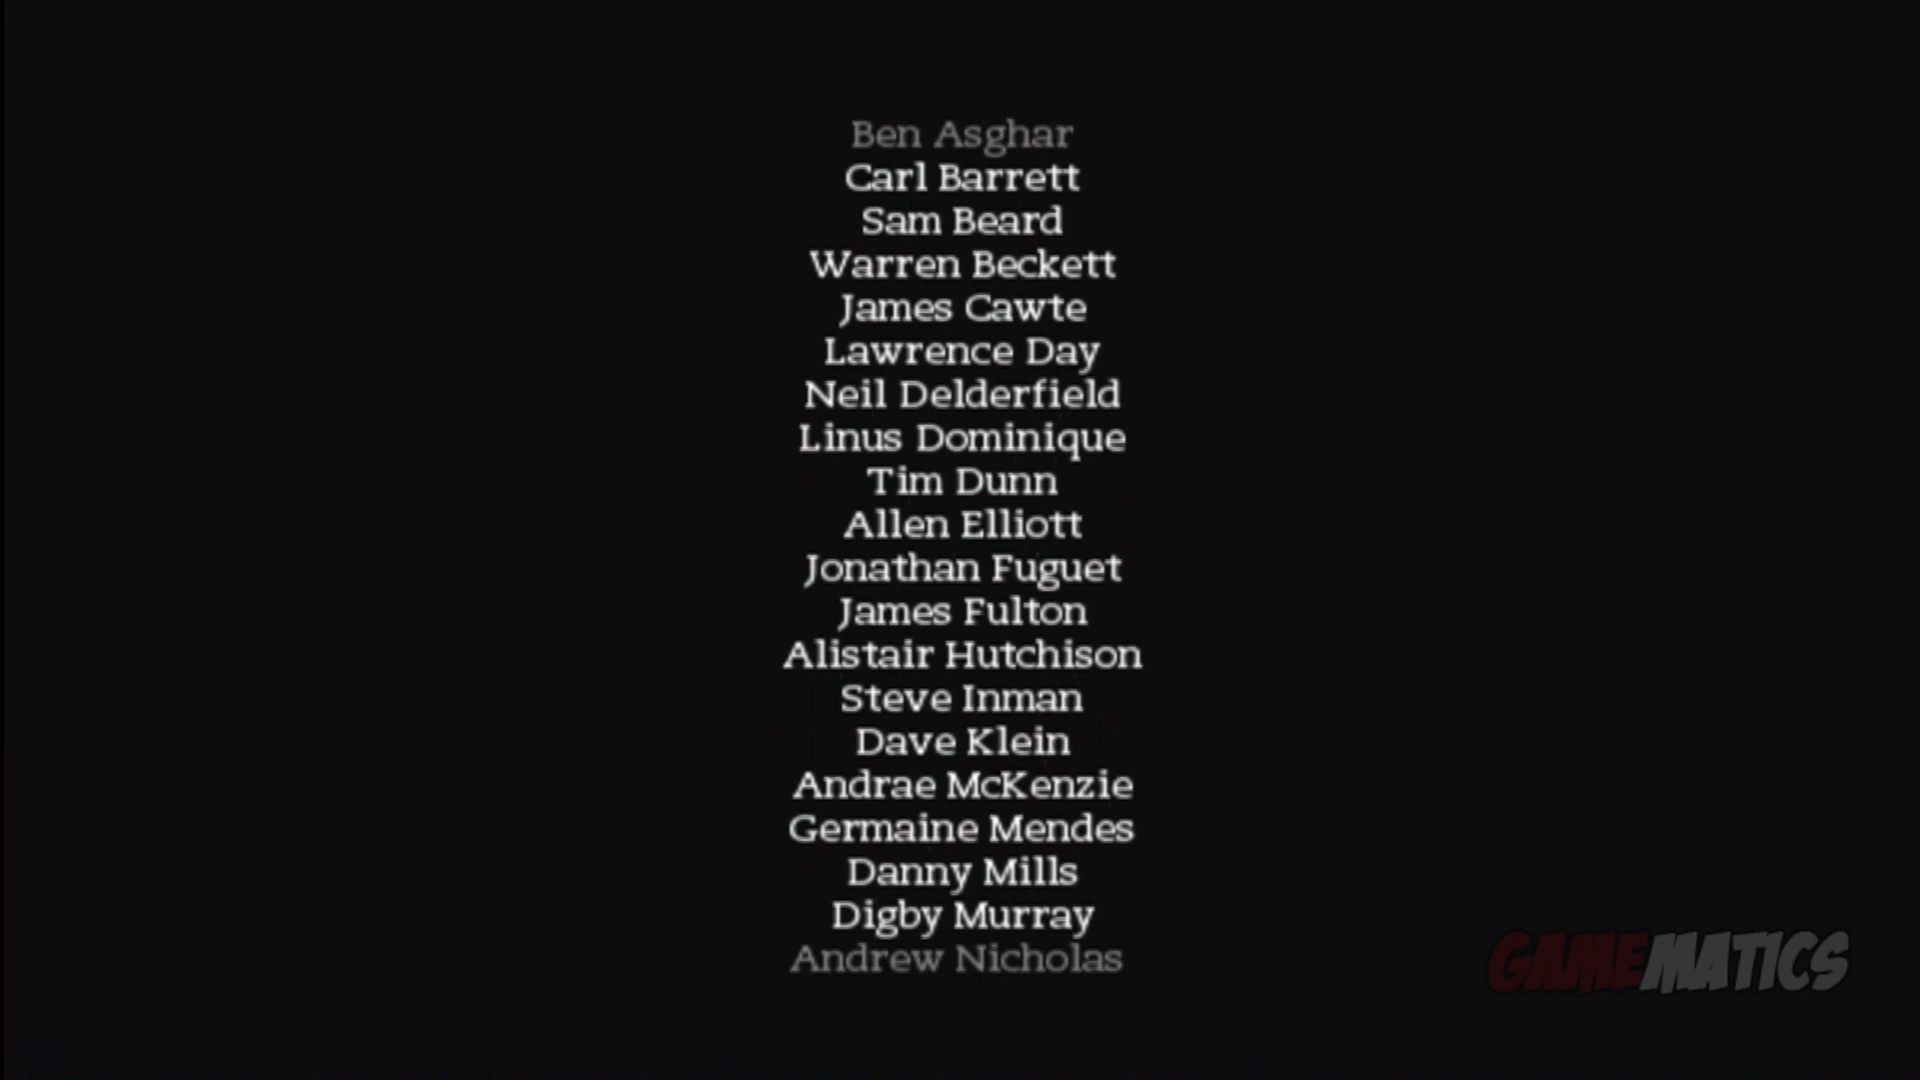 Ben Asghar
Carl Barrett
Sam Beard
Warren Beckett
James Cawte
Lawrence Day
Neil Delderfield
Linus Dominique
Tim Dunn
Allen Elliott
Jonathan Fuguet
James Fulton
Alistair Hutchison
Steve Inman
Dave Klein
Andrae McKenzie
Germaine Mendes
Danny Mills
Digby Murray
Andrew Nicholas
GAMEMATICS